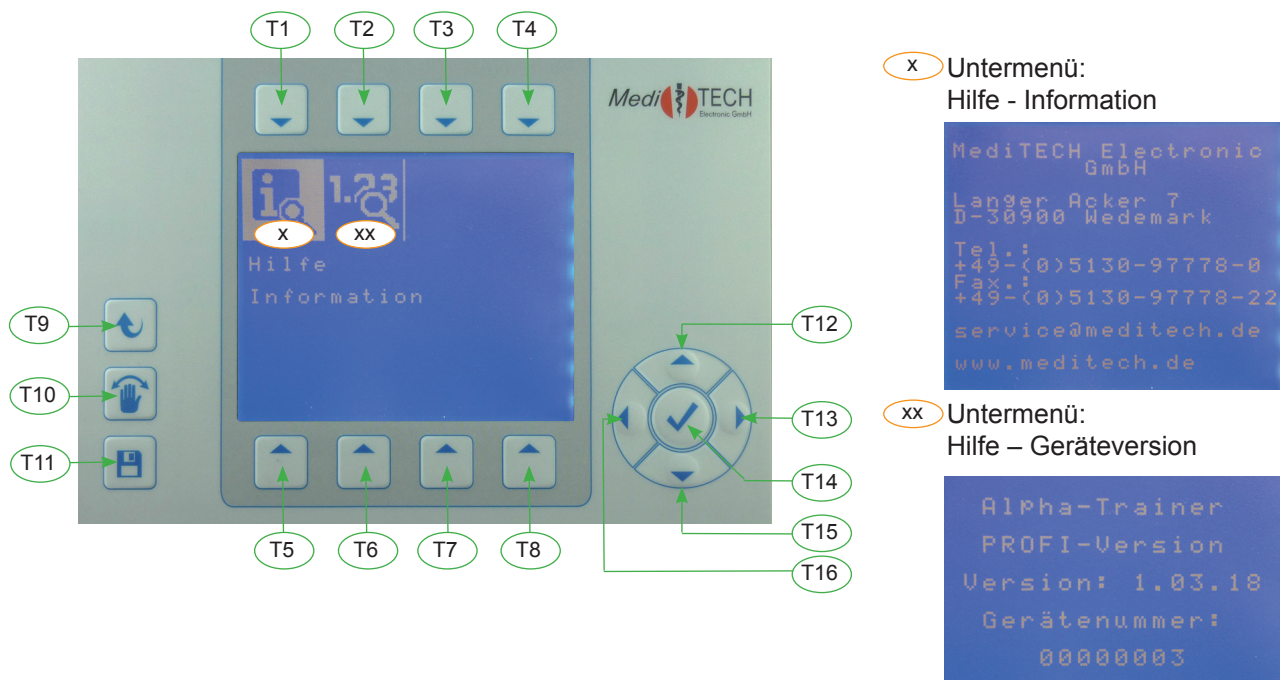 T1 T2 T3 T4
Medi TECH
Electronic GmbH
1.23
x xx
Hilfe
Information
T9
T10
T11
T12
T13
T14
T15
T16
T5 T6 T7 T8
x Untermenü:
Hilfe - Information
MediTECH Electronic
GmbH
Langer Acker 7
D-30900 Wedemark
Tel.:
+49-(0)5130-97778-0
Fax.:
+49-(0)5130-97778-22
service@meditech.de
www.meditech.de
xx Untermenü:
Hilfe – Geräteversion
Alpha-Trainer
PROFI-Version
Version: 1.03.18
Gerätenummer:
00000003